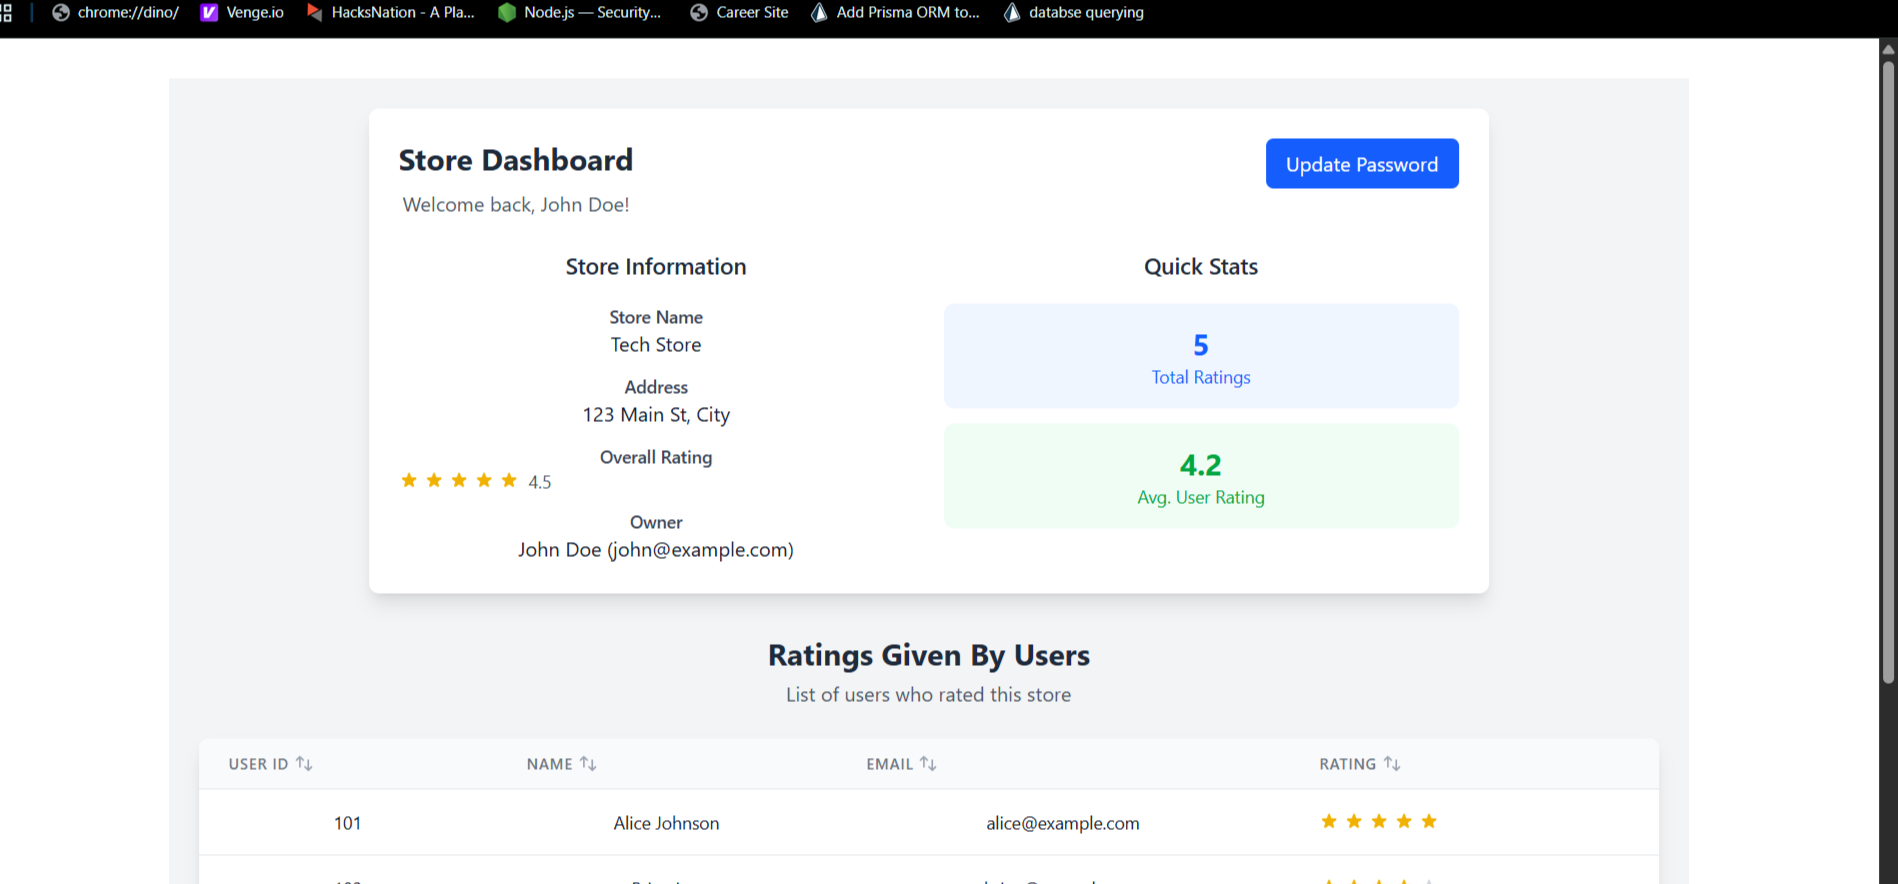 chrome://dino/ Venge.io HacksNation - A Pla... Node.js — Security... Career Site Add Prisma ORM to... databse querying
Store Dashboard
Update Password
Welcome back, John Doe!
Store Information
Store Name
Tech Store
Address
123 Main St, City
Overall Rating
4.5
Owner
John Doe (john@example.com)
Quick Stats
5
Total Ratings
4.2
Avg. User Rating
Ratings Given By Users
List of users who rated this store
USER ID NAME EMAIL RATING
101 Alice Johnson alice@example.com